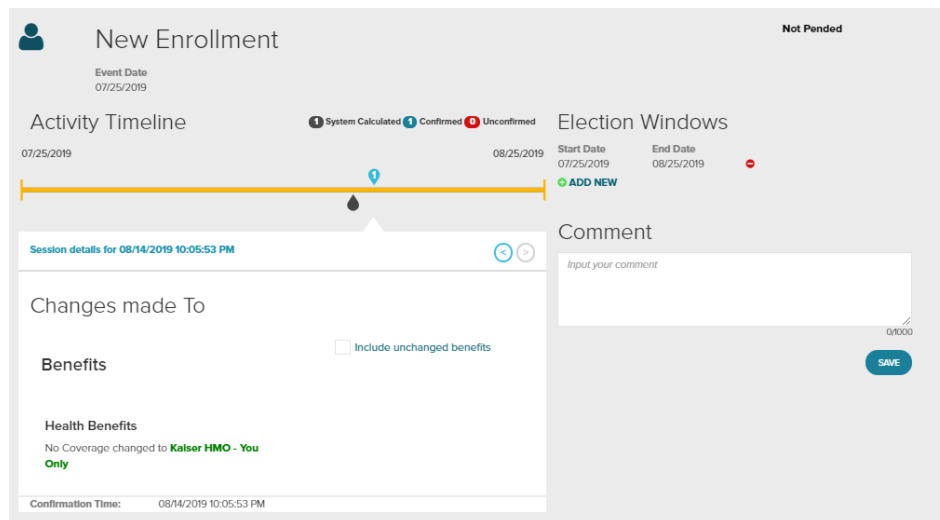 New Enrollment
Not Pended
Event Date
07/25/2019
Activity Timeline
1 System Calculated 1 Confirmed 0 Unconfirmed
07/25/2019
08/25/2019
1
Session details for 08/14/2019 10:05:53 PM
< >
Changes made To
Include unchanged benefits
Benefits
Health Benefits
No Coverage changed to Kaiser HMO - You
Only
Confirmation Time: 08/14/2019 10:05:53 PM
Election Windows
Start Date End Date
07/25/2019 08/25/2019
ADD NEW
Comment
Input your comment
0/1000
SAVE